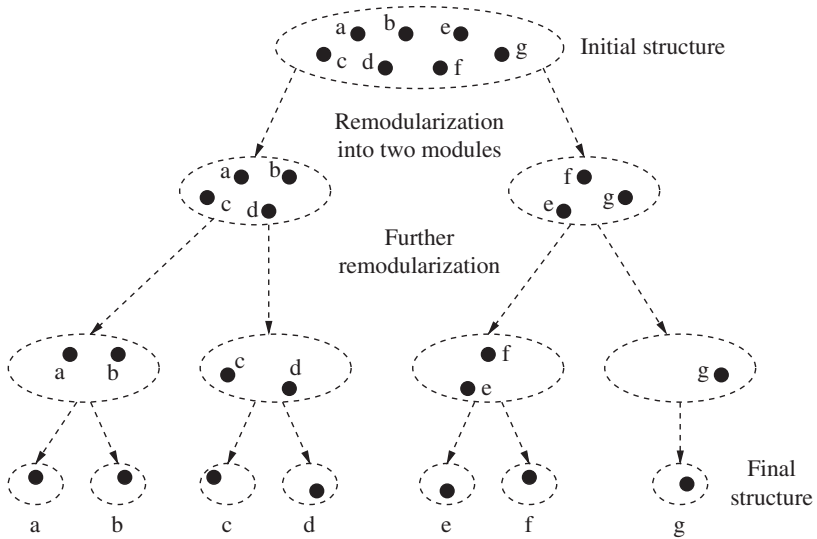 a b e
c d f g
Initial structure
Remodularization
into two modules
a b
c d
f
e g
Further
remodularization
a b
c d
f
e
g
Final
structure
a b c d e f g